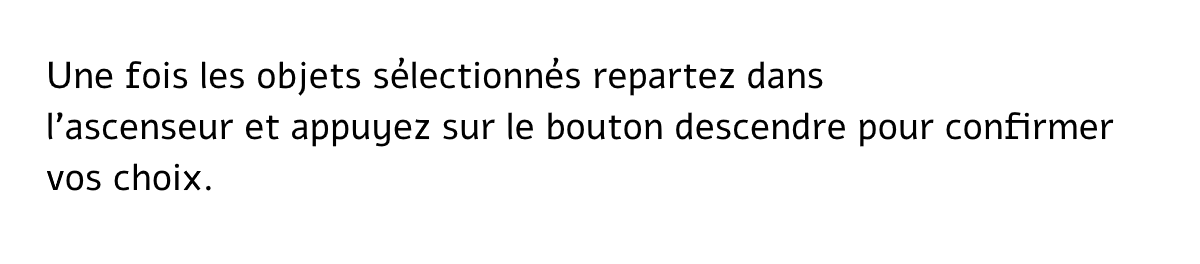 Une fois les objets sélectionnés repartez dans
l’ascenseur et appuyez sur le bouton descendre pour confirmer
vos choix.